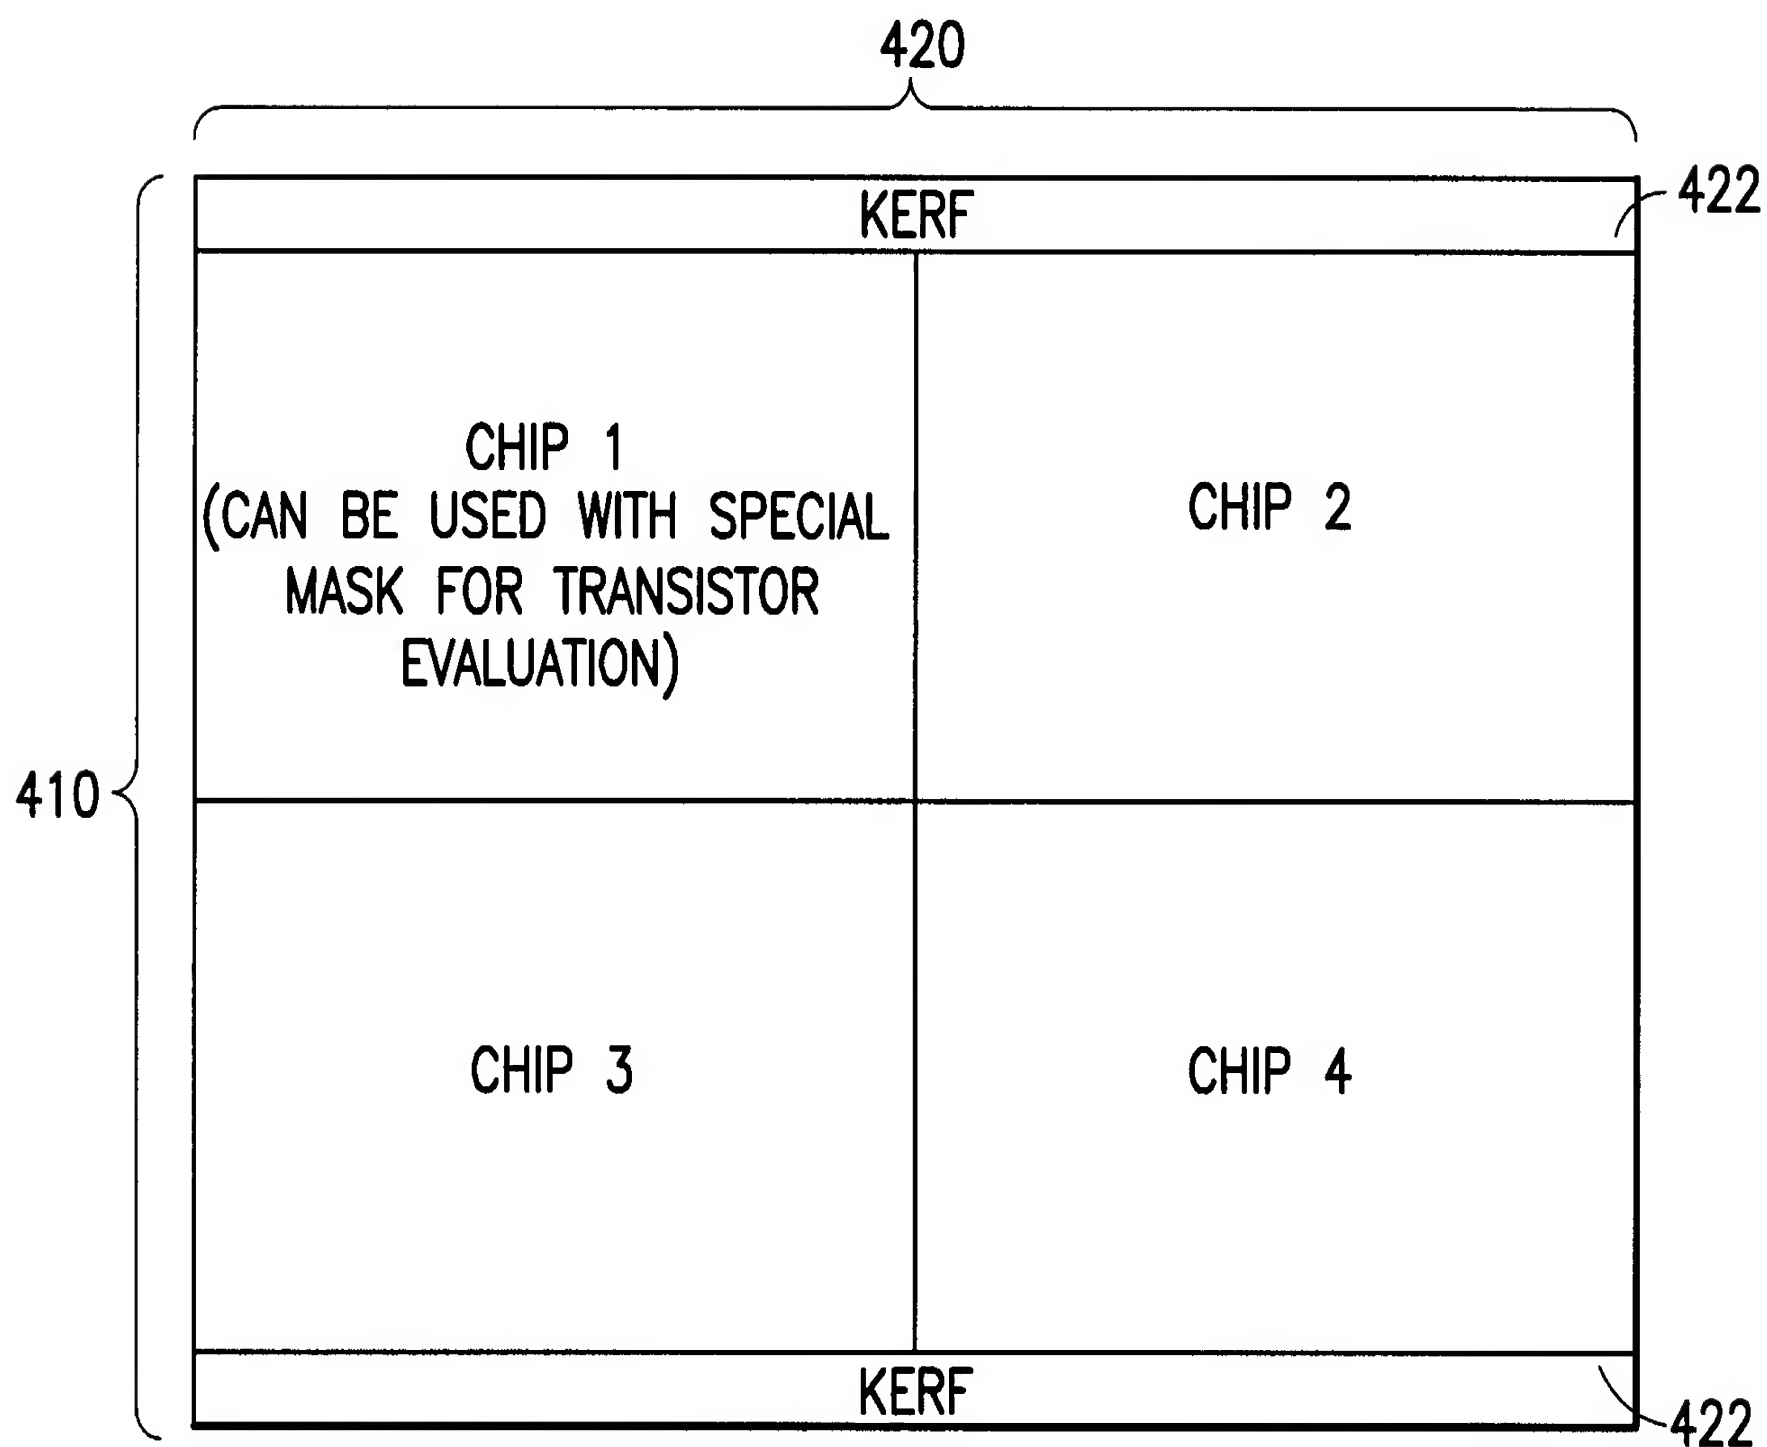 420
KERF
422
CHIP 1
(CAN BE USED WITH SPECIAL
MASK FOR TRANSISTOR
EVALUATION)
CHIP 2
410
CHIP 3
CHIP 4
KERF
422